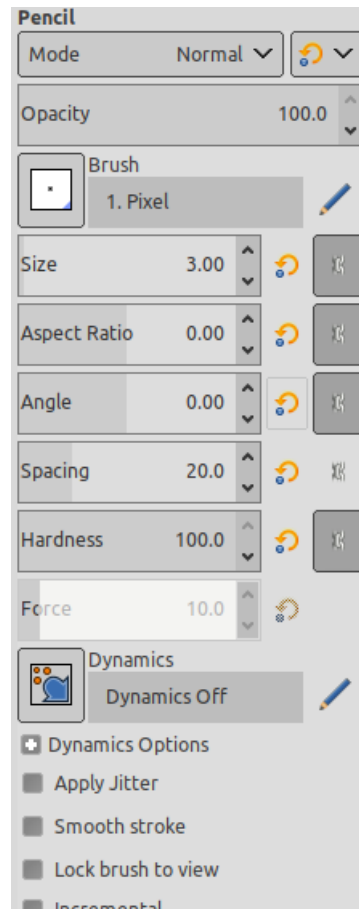 Pencil
Mode Normal
Opacity 100.0
Brush
1. Pixel
Size 3.00
Aspect Ratio 0.00
Angle 0.00
Spacing 20.0
Hardness 100.0
Force 10.0
Dynamics
Dynamics Off
Dynamics Options
Apply Jitter
Smooth stroke
Lock brush to view
Incremental